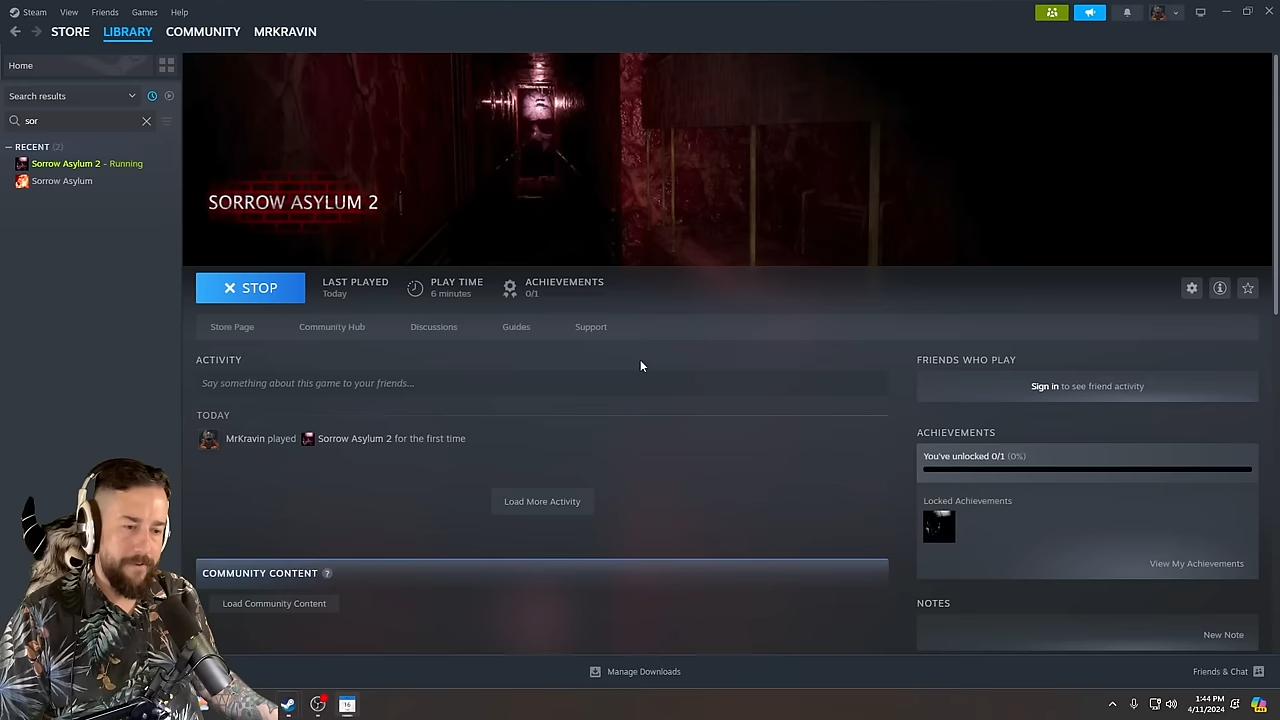 Steam View Friends Games Help
STORE LIBRARY COMMUNITY MRKRAVIN
Home
Search results
sor
RECENT (2)
Sorrow Asylum 2 - Running
Sorrow Asylum
SORROW ASYLUM 2
STOP
LAST PLAYED
Today
PLAY TIME
6 minutes
ACHIEVEMENTS
0/1
Store Page Community Hub Discussions Guides Support
ACTIVITY
Say something about this game to your friends...
TODAY
MrKravin played Sorrow Asylum 2 for the first time
Load More Activity
COMMUNITY CONTENT ?
Load Community Content
FRIENDS WHO PLAY
Sign in to see friend activity
ACHIEVEMENTS
You've unlocked 0/1 (0%)
Locked Achievements
View My Achievements
NOTES
New Note
Manage Downloads
Friends & Chat
16
1:44 PM
4/11/2024